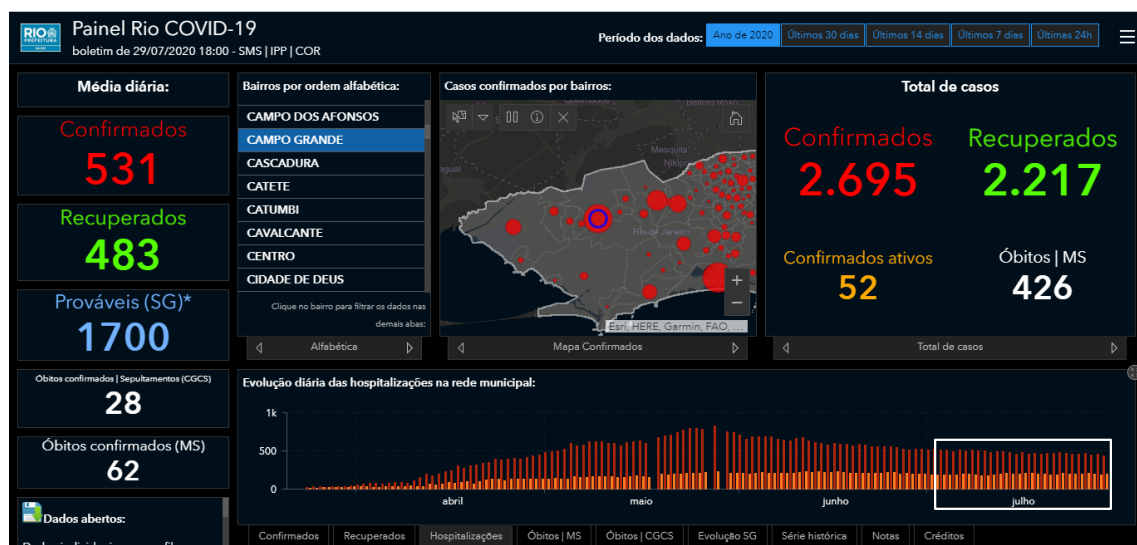 RIO
PREFEITURA
Painel Rio COVID-19
boletim de 29/07/2020 18:00 - SMS | IPP | COR
Período dos dados:
Ano de 2020
Últimos 30 dias
Últimos 14 dias
Últimos 7 dias
Últimas 24h
Média diária:
Confirmados
531
Recuperados
483
Prováveis (SG)*
1700
Óbitos confirmados | Sepultamentos (CGCS)
28
Óbitos confirmados (MS)
62
Dados abertos:
Bairros por ordem alfabética:
CAMPO DOS AFONSOS
CAMPO GRANDE
CASCADURA
CATETE
CATUMBI
CAVALCANTE
CENTRO
CIDADE DE DEUS
Clique no bairro para filtrar os dados nas
demais abas:
Alfabética
Casos confirmados por bairros:
Queimados
Belford Roxo
Mesquita
Nilópolis
Rio de Janeiro
Esri, HERE, Garmin, FAO, ...
Mapa Confirmados
Total de casos
Confirmados
2.695
Recuperados
2.217
Confirmados ativos
52
Óbitos | MS
426
Total de casos
Evolução diária das hospitalizações na rede municipal:
1k
500
0
abril
maio
junho
julho
Confirmados
Recuperados
Hospitalizações
Óbitos | MS
Óbitos | CGCS
Evolução SG
Série histórica
Notas
Créditos